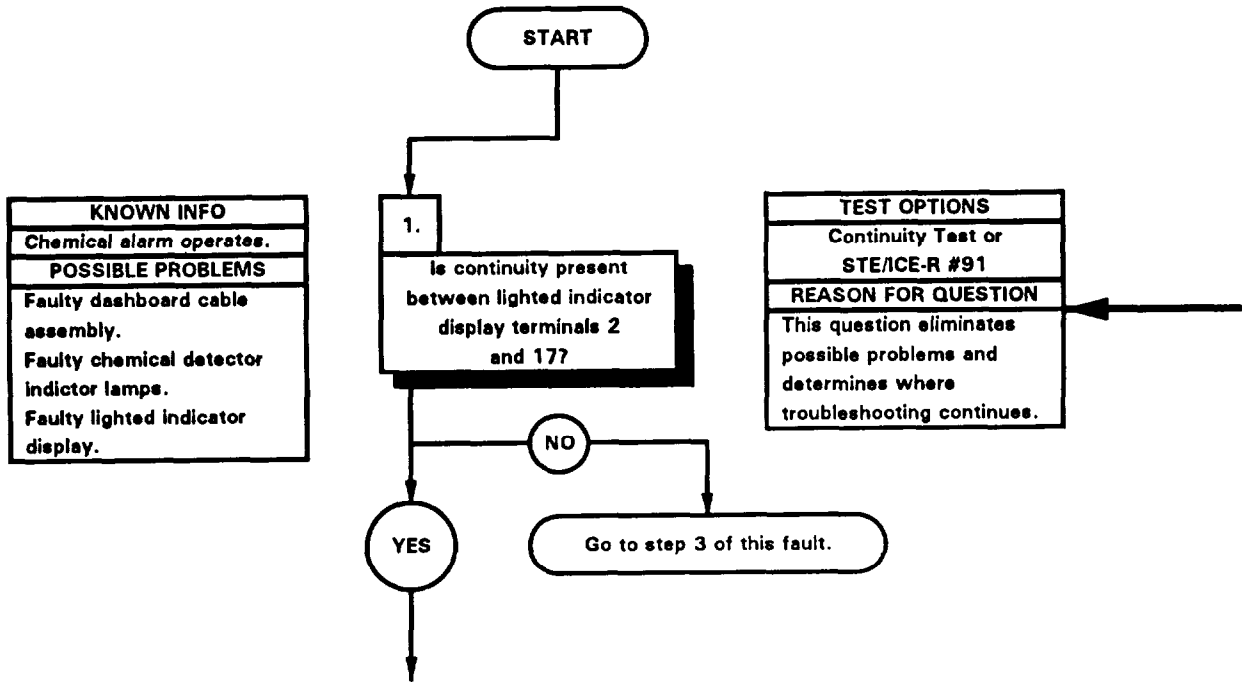 START
KNOWN INFO
Chemical alarm operates.
POSSIBLE PROBLEMS
Faulty dashboard cable
assembly.
Faulty chemical detector
indictor lamps.
Faulty lighted indicator
display.
1.
Is continuity present
between lighted indicator
display terminals 2
and 17?
TEST OPTIONS
Continuity Test or
STE/ICE-R #91
REASON FOR QUESTION
This question eliminates
possible problems and
determines where
troubleshooting continues.
NO
YES
Go to step 3 of this fault.